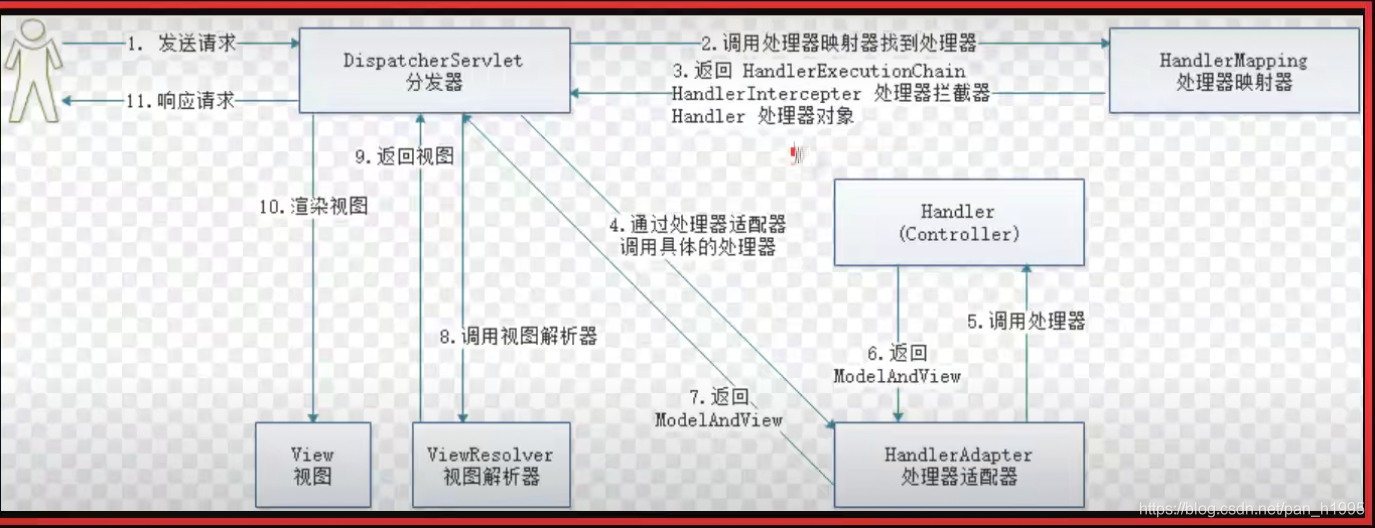 1. 发送请求
DispatcherServlet
分发器
2.调用处理器映射器找到处理器
HandlerMapping
处理器映射器
3.返回 HandlerExecutionChain
HandlerIntercepter 处理器拦截器
Handler 处理器对象
11.响应请求
9.返回视图
10.渲染视图
4.通过处理器适配器
调用具体的处理器
Handler
(Controller)
8.调用视图解析器
5.调用处理器
6.返回
ModelAndView
7.返回
ModelAndView
View
视图
ViewResolver
视图解析器
HandlerAdapter
处理器适配器
https://blog.csdn.net/pan_h1995